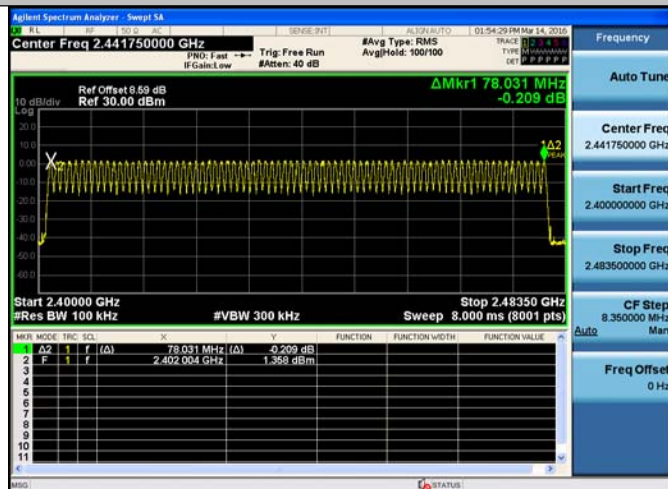 Agilent Spectrum Analyzer - Swept SA
RL RF 50 Ω AC SENSE:INT ALIGNAUTO 01:54:29 PM Mar 14, 2016
Center Freq 2.441750000 GHz
PNO: Fast
IFGain:Low
Trig: Free Run
#Atten: 40 dB
#Avg Type: RMS
Avg|Hold: 100/100
TRACE 1 2 3 4 5 6
TYPE
DET P P P P P P
Ref Offset 8.59 dB
10 dB/div Ref 30.00 dBm
Log
ΔMkr1 78.031 MHz
-0.209 dB
20.0
10.0
0.00
-10.0
-20.0
-30.0
-40.0
-50.0
-60.0
1Δ2
PEAK
2
Start 2.40000 GHz Stop 2.48350 GHz
#Res BW 100 kHz #VBW 300 kHz Sweep 8.000 ms (8001 pts)
MKR MODE TRC SCL X Y FUNCTION FUNCTION WIDTH FUNCTION VALUE
1 Δ2 1 f (Δ) 78.031 MHz (Δ) -0.209 dB
2 F 1 f 2.402 004 GHz 1.358 dBm
3
4
5
6
7
8
9
10
11
MSG STATUS
Frequency
Auto Tune
Center Freq
2.441750000 GHz
Start Freq
2.400000000 GHz
Stop Freq
2.483500000 GHz
CF Step
8.350000 MHz
Auto Man
Freq Offset
0 Hz